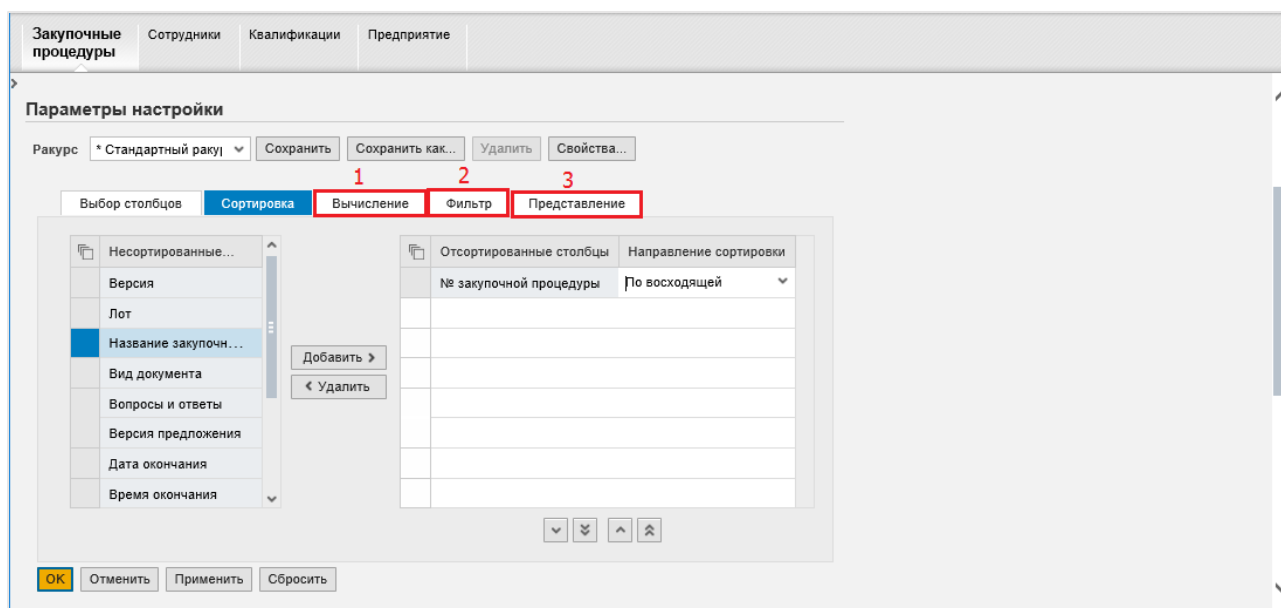 Закупочные процедуры
Сотрудники
Квалификации
Предприятие
Параметры настройки
Ракурс * Стандартный ракур Сохранить Сохранить как... Удалить Свойства...
1 2 3
Выбор столбцов Сортировка Вычисление Фильтр Представление
Несортированные... Отсортированные столбцы Направление сортировки
Версия № закупочной процедуры По восходящей
Лот
Название закупочн...
Добавить
Вид документа
Удалить
Вопросы и ответы
Версия предложения
Дата окончания
Время окончания
OK Отменить Применить Сбросить